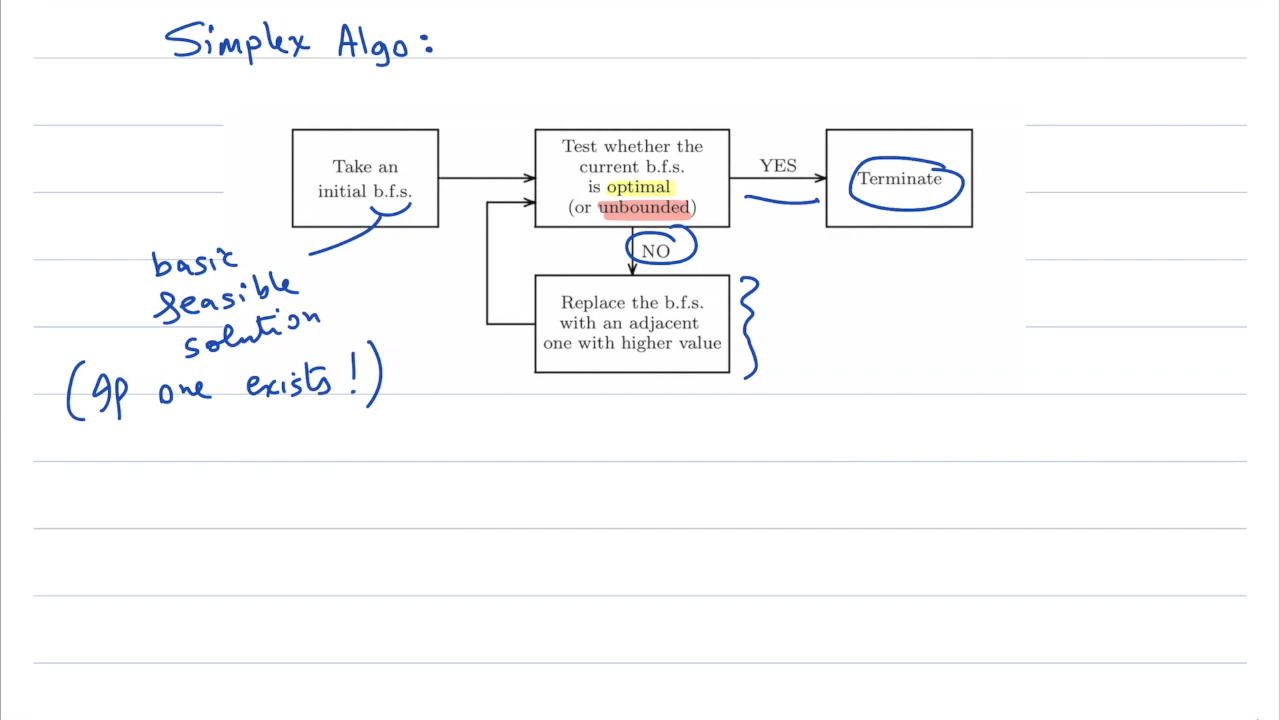 Simplex Algo:
Take an
initial b.f.s.
Test whether the
current b.f.s.
is optimal
(or unbounded)
YES
Terminate
NO
Replace the b.f.s.
with an adjacent
one with higher value
basic
feasible
solution
(If one exists!)